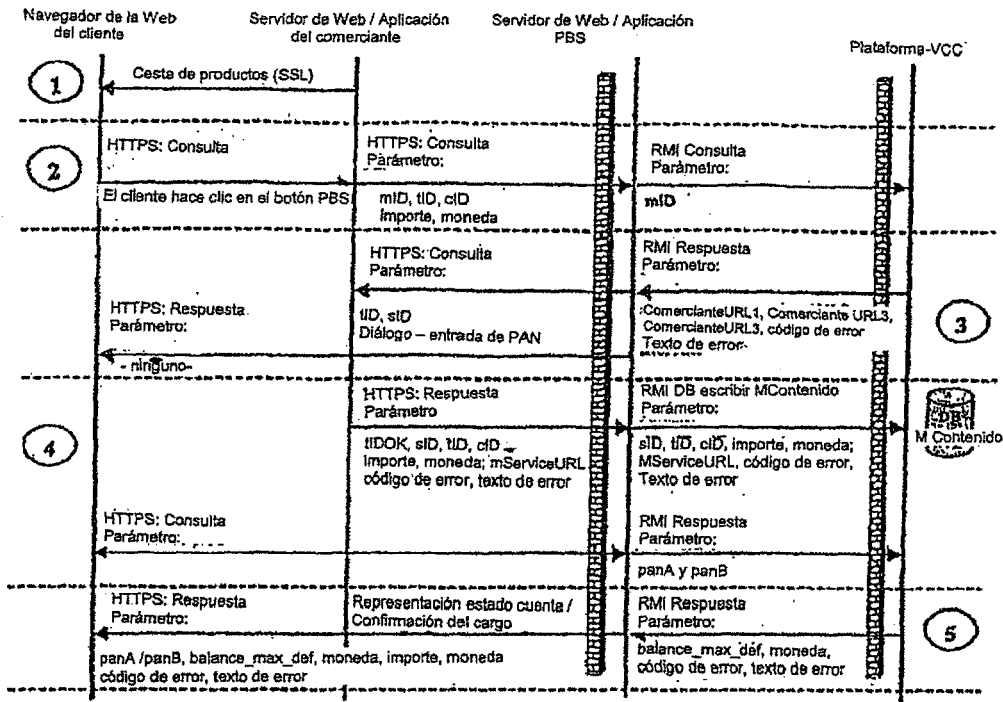 Navegador de la Web
del cliente
Servidor de Web / Aplicación
del comerciante
Servidor de Web / Aplicación
PBS
Plataforma-VCC
1
Cesta de productos (SSL)
2
HTTPS: Consulta
El cliente hace clic en el botón PBS
HTTPS: Consulta
Parámetro:
mID, tID, cID
Importe, moneda
RMI Consulta
Parámetro:
mID
HTTPS: Consulta
Parámetro:
tID, sID
Diálogo – entrada de PAN
RMI Respuesta
Parámetro:
ComercianteURL1, Comerciante URL3,
ComercianteURL3, código de error
Texto de error
3
HTTPS: Respuesta
Parámetro:
- ninguno-
4
HTTPS: Respuesta
Parámetro
tIDOK, sID, tID, cID
Importe, moneda; mServiceURL
código de error, texto de error
RMI DB escribir MContenido
Parámetro:
sID, tID, cID, importe, moneda;
MServiceURL, código de error,
Texto de error
DB
M Contenido
HTTPS: Consulta
Parámetro:
RMI Respuesta
Parámetro:
panA y panB
HTTPS: Respuesta
Parámetro:
panA /panB, balance_max_def, moneda, importe, moneda
código de error, texto de error
Representación estado cuenta /
Confirmación del cargo
RMI Respuesta
Parámetro:
balance_max_def, moneda,
código de error, texto de error
5